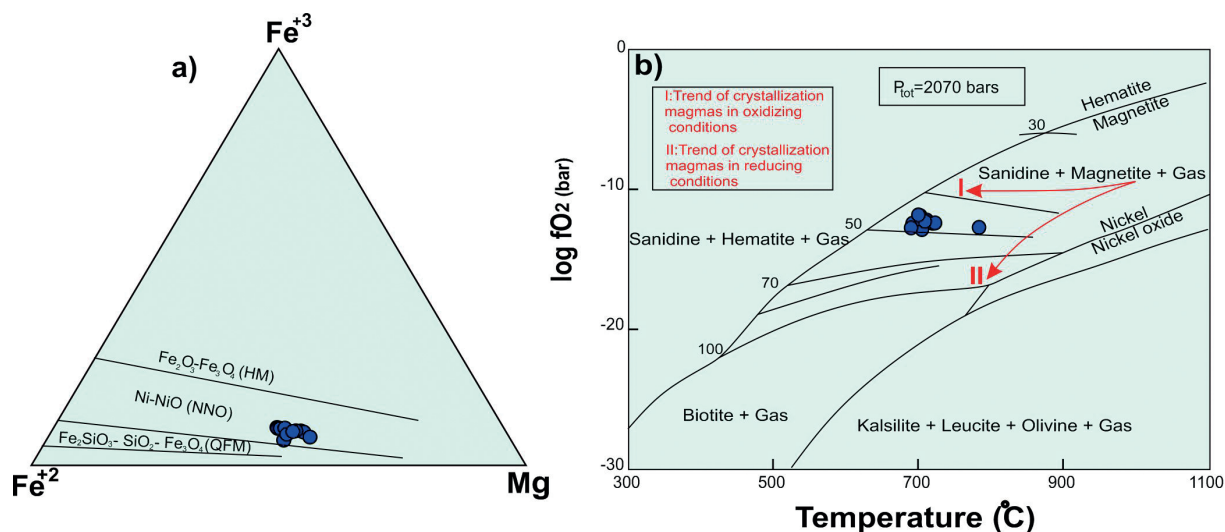 Fe+3
a)
Fe2O3-Fe3O4 (HM)
Ni-NiO (NNO)
Fe2SiO3- SiO2- Fe3O4(QFM)
Fe+2
Mg
b)
I:Trend of crystallization
magmas in oxidizing
conditions
II:Trend of crystallization
magmas in reducing
conditions
Ptot=2070 bars
Hematite
Magnetite
30
Sanidine + Magnetite + Gas
I
Nickel
Nickel oxide
50
Sanidine + Hematite + Gas
70
II
100
Biotite + Gas
Kalsilite + Leucite + Olivine + Gas
log fO2 (bar)
0
-10
-20
-30
300
500
700
900
1100
Temperature (°C)